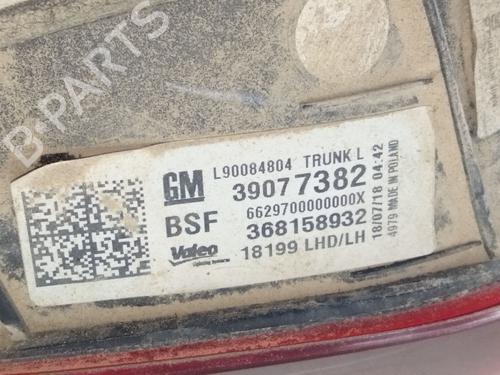 B-PARTS
L90084804 TRUNK L
GM 39077382
BSF 6629700000000X
368158932
Valeo 18199 LHD/LH
18/07/18 04:42
4979 MADE IN POLAND